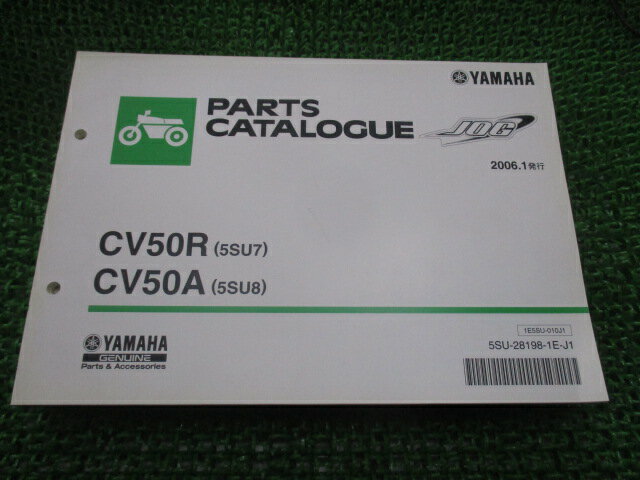 YAMAHA
PARTS
CATALOGUE
JOG
2006.1発行
CV50R (5SU7)
CV50A (5SU8)
YAMAHA
GENUINE
Parts & Accessories
1E5SU-010J1
5SU-28198-1E-J1